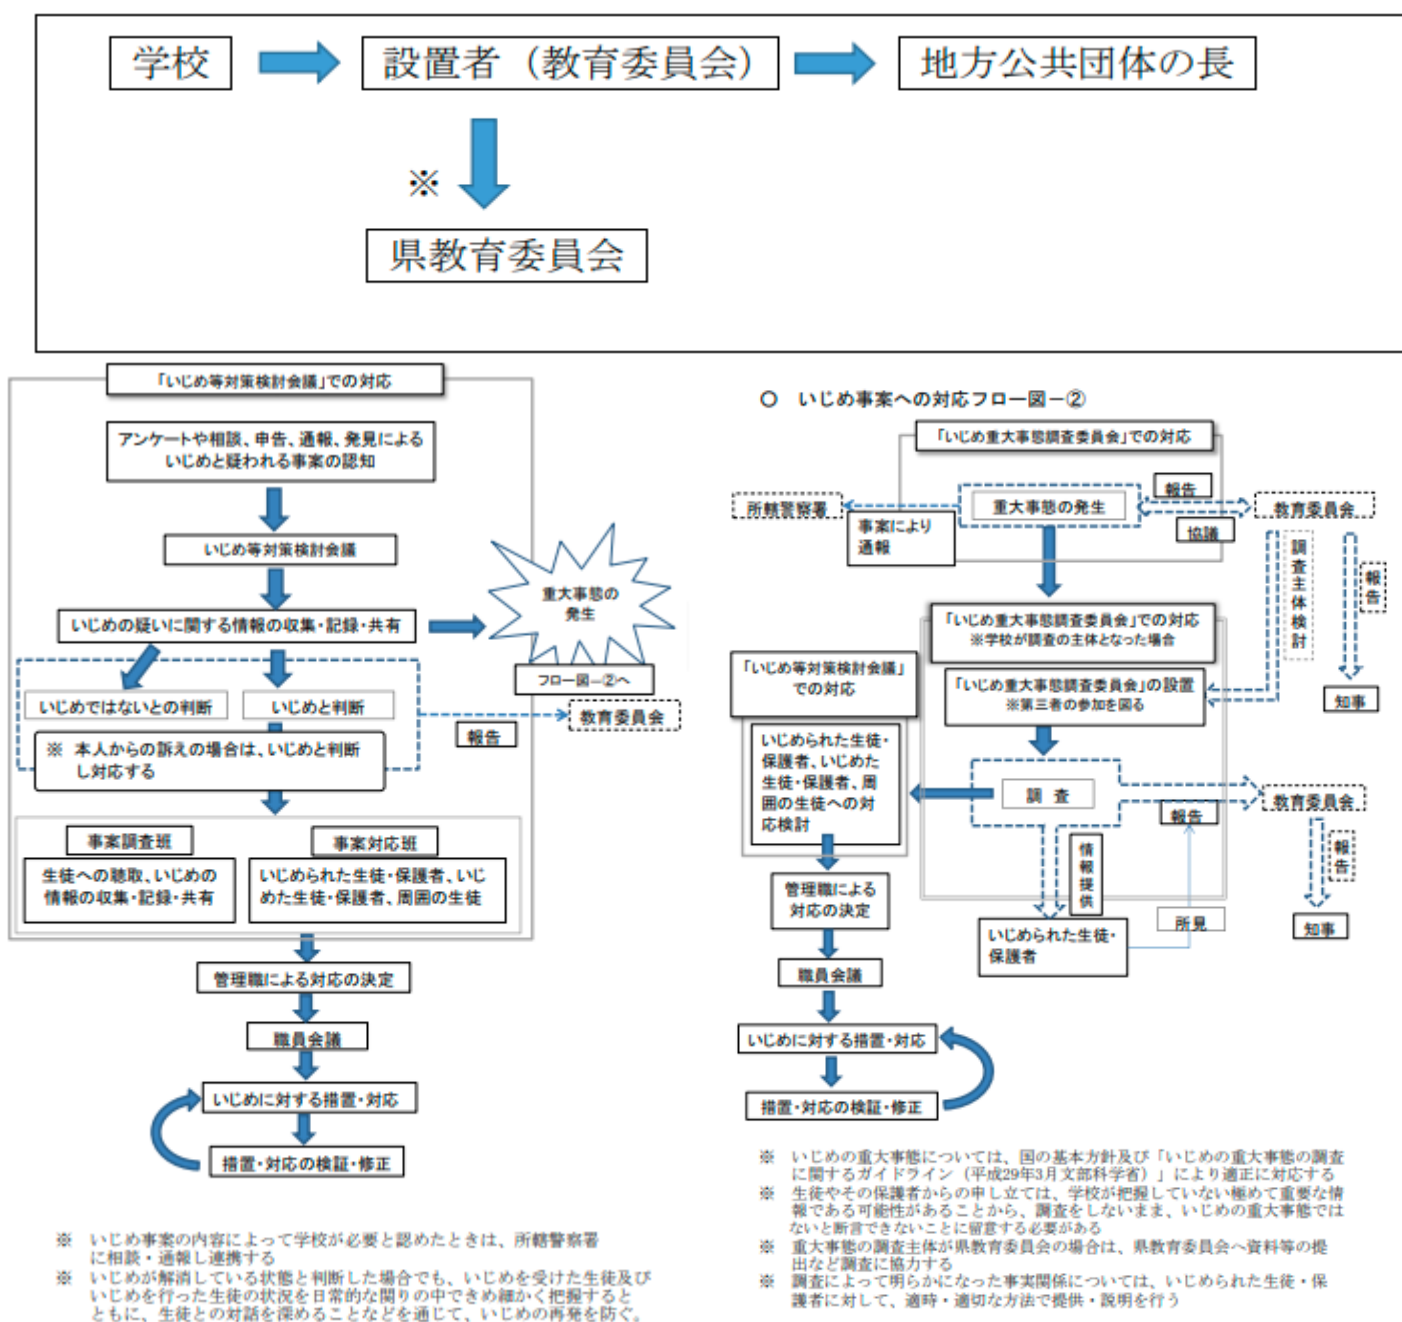 学校
設置者（教育委員会）
地方公共団体の長
※
県教育委員会
「いじめ等対策検討会議」での対応
アンケートや相談、申告、通報、発見による
いじめと疑われる事案の認知
いじめ等対策検討会議
いじめの疑いに関する情報の収集・記録・共有
重大事態の
発生
フロー図－②へ
いじめではないとの判断
いじめと判断
教育委員会
報告
※ 本人からの訴えの場合は、いじめと判断
し対応する
事案調査班
生徒への聴取、いじめの
情報の収集・記録・共有
事案対応班
いじめられた生徒・保護者、いじ
めた生徒・保護者、周囲の生徒
管理職による対応の決定
職員会議
いじめに対する措置・対応
措置・対応の検証・修正
※ いじめ事案の内容によって学校が必要と認めたときは、所轄警察署
に相談・通報し連携する
※ いじめが解消している状態と判断した場合でも、いじめを受けた生徒及び
いじめを行った生徒の状況を日常的な関りの中できめ細かく把握すると
ともに、生徒との対話を深めることなどを通じて、いじめの再発を防ぐ。
○ いじめ事案への対応フロー図－②
「いじめ重大事態調査委員会」での対応
所轄警察署
事案により
通報
重大事態の発生
報告
協議
教育委員会
調査主体検討
報告
知事
「いじめ重大事態調査委員会」での対応
※学校が調査の主体となった場合
「いじめ重大事態調査委員会」の設置
※第三者の参加を図る
「いじめ等対策検討会議」
での対応
いじめられた生徒・
保護者、いじめた
生徒・保護者、周
囲の生徒への対
応検討
調査
報告
教育委員会
報告
知事
情報提供
所見
いじめられた生徒・
保護者
管理職による
対応の決定
職員会議
いじめに対する措置・対応
措置・対応の検証・修正
※ いじめの重大事態については、国の基本方針及び「いじめの重大事態の調査
に関するガイドライン（平成29年3月文部科学省）」により適正に対応する
※ 生徒やその保護者からの申し立ては、学校が把握していない極めて重要な情
報である可能性があることから、調査をしないまま、いじめの重大事態では
ないと断言できないことに留意する必要がある
※ 重大事態の調査主体が県教育委員会の場合は、県教育委員会へ資料等の提
出など調査に協力する
※ 調査によって明らかになった事実関係については、いじめられた生徒・保
護者に対して、適時・適切な方法で提供・説明を行う